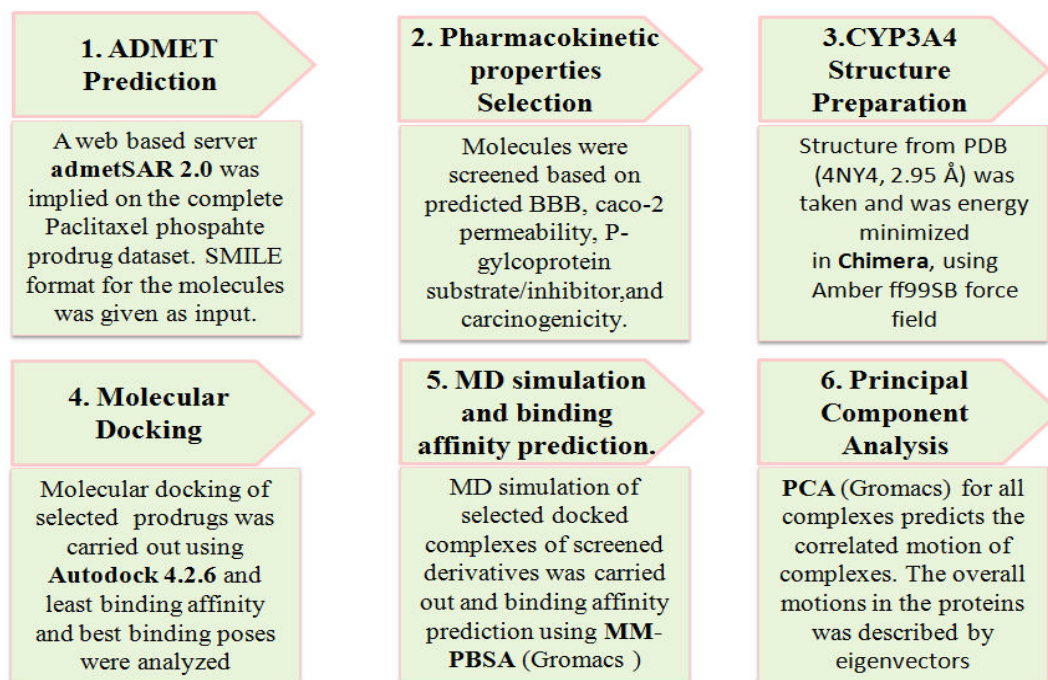 1. ADMET
Prediction
A web based server
admetSAR 2.0 was
implied on the complete
Paclitaxel phospahte
prodrug dataset. SMILE
format for the molecules
was given as input.
2. Pharmacokinetic
properties
Selection
Molecules were
screened based on
predicted BBB, caco-2
permeability, P-
gylcoprotein
substrate/inhibitor,and
carcinogenicity.
3.CYP3A4
Structure
Preparation
Structure from PDB
(4NY4, 2.95 Å) was
taken and was energy
minimized
in Chimera, using
Amber ff99SB force
field
4. Molecular
Docking
Molecular docking of
selected prodrugs was
carried out using
Autodock 4.2.6 and
least binding affinity
and best binding poses
were analyzed
5. MD simulation
and binding
affinity prediction.
MD simulation of
selected docked
complexes of screened
derivatives was carried
out and binding affinity
prediction using MM-
PBSA (Gromacs )
6. Principal
Component
Analysis
PCA (Gromacs) for all
complexes predicts the
correlated motion of
complexes. The overall
motions in the proteins
was described by
eigenvectors